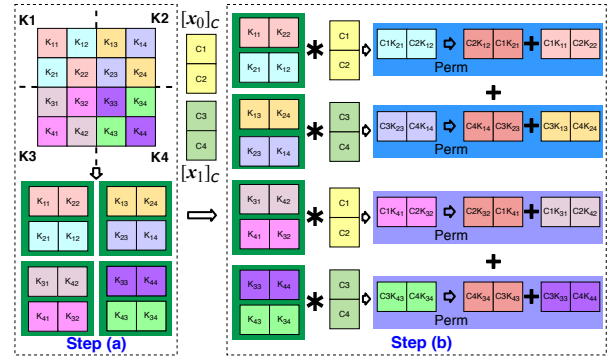 K1 K2
K₁₁ K₁₂ K₁₃ K₁₄
K₂₁ K₂₂ K₂₃ K₂₄
K₃₁ K₃₂ K₃₃ K₃₄
K₄₁ K₄₂ K₄₃ K₄₄
K3 K4
K₁₁ K₂₂ K₁₃ K₂₄
K₂₁ K₁₂ K₂₃ K₁₄
K₃₁ K₄₂ K₃₃ K₄₄
K₄₁ K₃₂ K₄₃ K₃₄
Step (a)
[x₀]_C
C1
C2
C3
C4
[x₁]_C
K₁₁ K₂₂ * C1
K₂₁ K₁₂ C2
C1K₂₁ C2K₁₂ C2K₁₂ C1K₂₁ + C1K₁₁ C2K₂₂
Perm
+
K₁₃ K₂₄ * C3
K₂₃ K₁₄ C4
C3K₂₃ C4K₁₄ C4K₁₄ C3K₂₃ + C3K₁₃ C4K₂₄
Perm
K₃₁ K₄₂ * C1
K₄₁ K₃₂ C2
C1K₄₁ C2K₃₂ C2K₃₂ C1K₄₁ + C1K₃₁ C2K₄₂
Perm
+
K₃₃ K₄₄ * C3
K₄₃ K₃₄ C4
C3K₄₃ C4K₃₄ C4K₃₄ C3K₄₃ + C3K₃₃ C4K₄₄
Perm
Step (b)